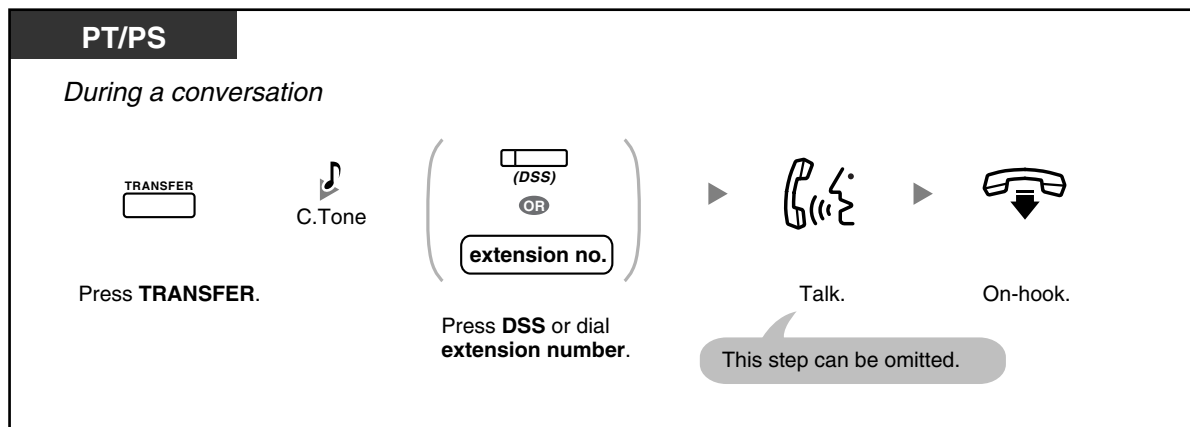 PT/PS
During a conversation
TRANSFER
C.Tone
(DSS)
OR
extension no.
Press TRANSFER.
Press DSS or dial
extension number.
Talk.
On-hook.
This step can be omitted.